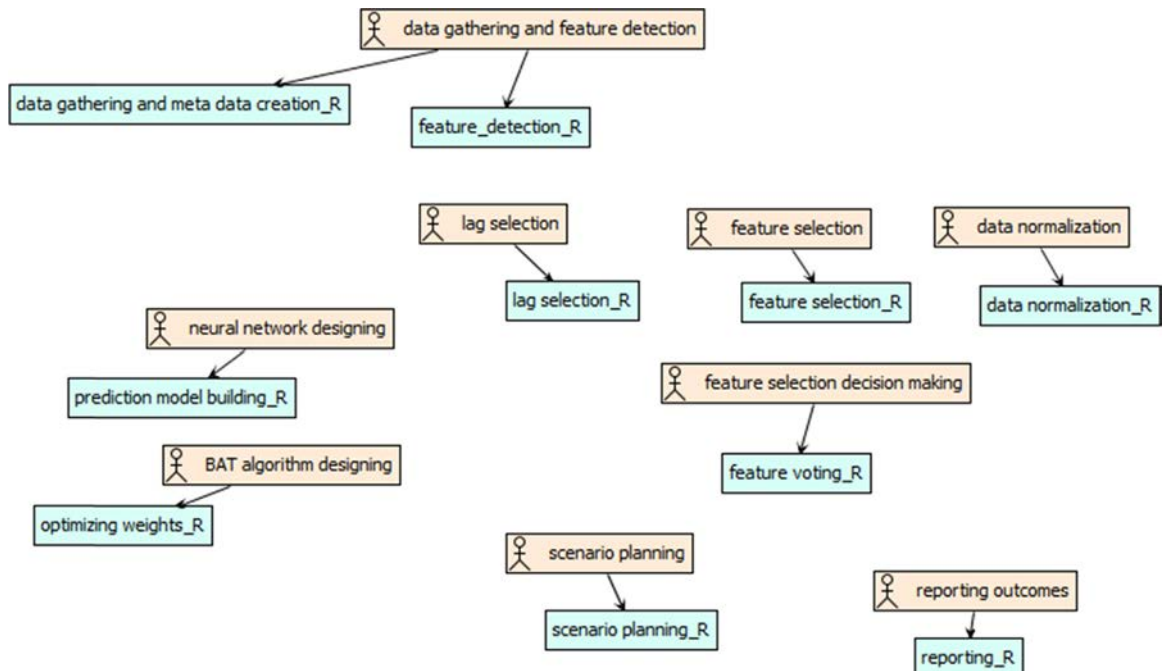 data gathering and feature detection
data gathering and meta data creation_R
feature_detection_R
lag selection
feature selection
data normalization
lag selection_R
feature selection_R
data normalization_R
neural network designing
prediction model building_R
feature selection decision making
BAT algorithm designing
feature voting_R
optimizing weights_R
scenario planning
reporting outcomes
scenario planning_R
reporting_R